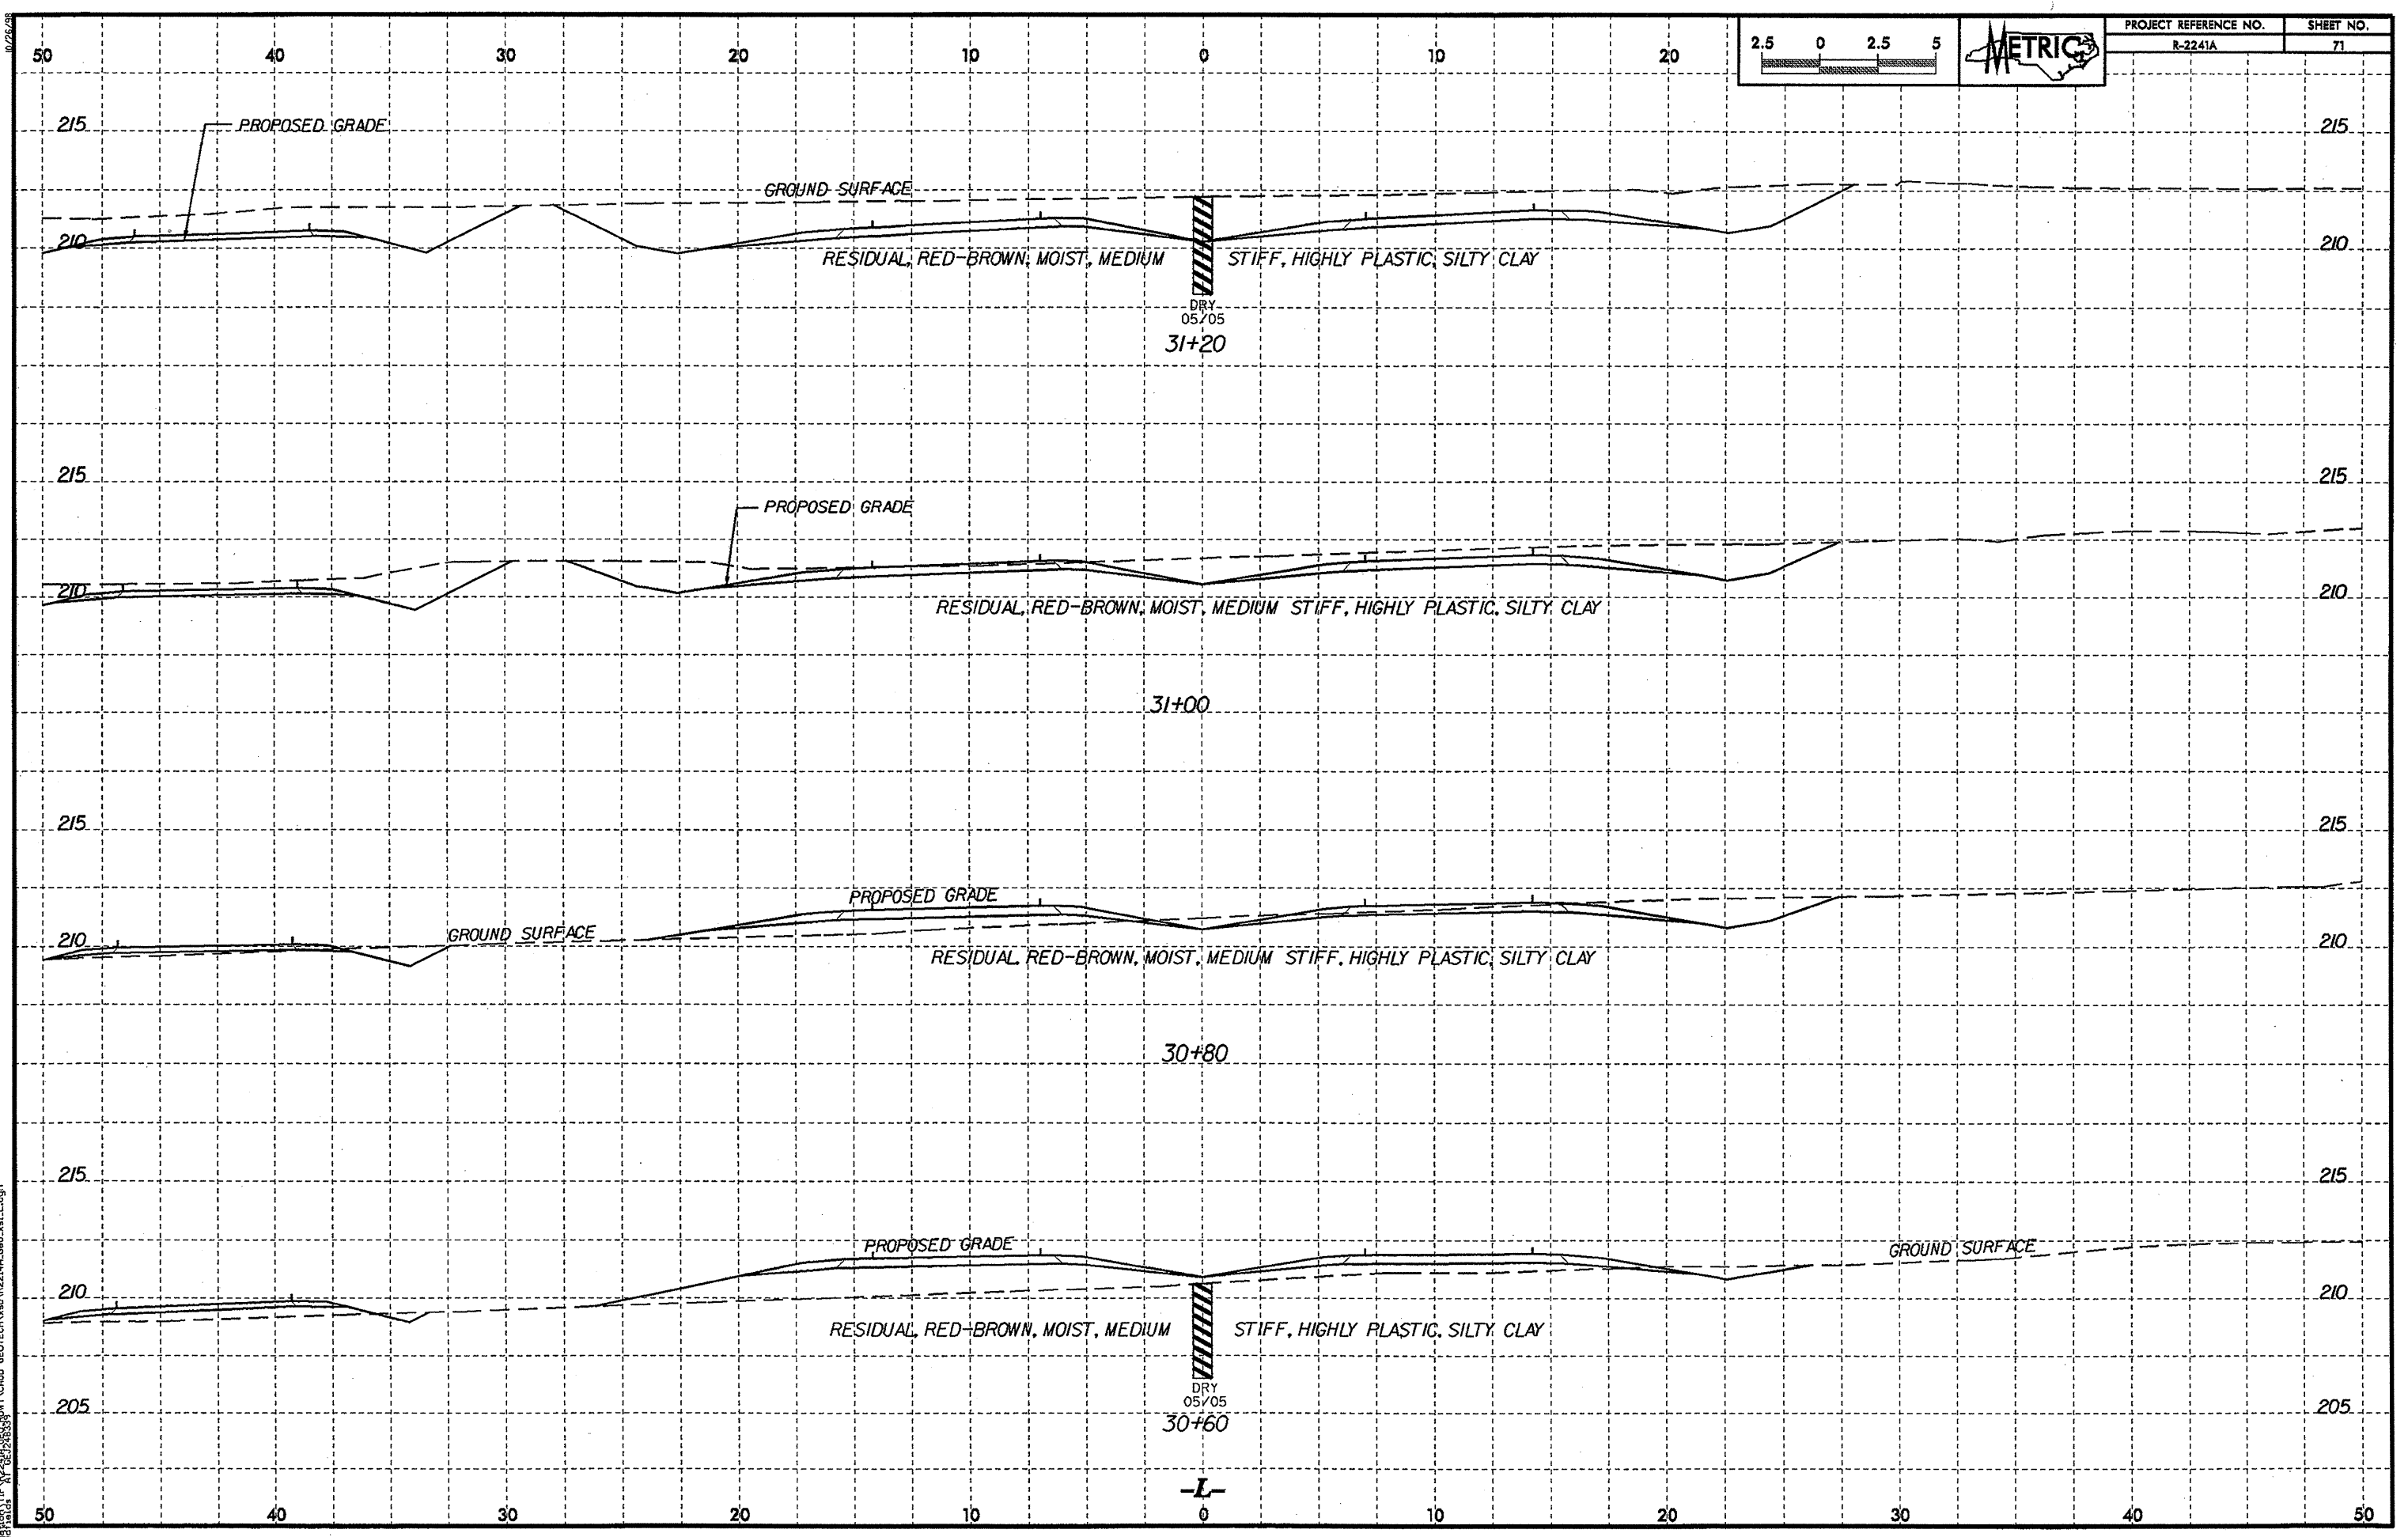 10/26/98
50 40 30 20 10 0 10 20
2.5 0 2.5 5
METRIC
PROJECT REFERENCE NO. SHEET NO.
R-2241A 71
215 PROPOSED GRADE 215
GROUND SURFACE
210 210
RESIDUAL, RED-BROWN, MOIST, MEDIUM STIFF, HIGHLY PLASTIC, SILTY CLAY
DRY
05/05
31+20
215 215
PROPOSED GRADE
210 210
RESIDUAL, RED-BROWN, MOIST, MEDIUM STIFF, HIGHLY PLASTIC, SILTY CLAY
31+00
215 215
PROPOSED GRADE
GROUND SURFACE
210 210
RESIDUAL, RED-BROWN, MOIST, MEDIUM STIFF, HIGHLY PLASTIC, SILTY CLAY
30+80
215 215
PROPOSED GRADE GROUND SURFACE
210 210
RESIDUAL, RED-BROWN, MOIST, MEDIUM STIFF, HIGHLY PLASTIC, SILTY CLAY
DRY
05/05
205 205
30+60
-L-
50 40 30 20 10 0 10 20 30 40 50